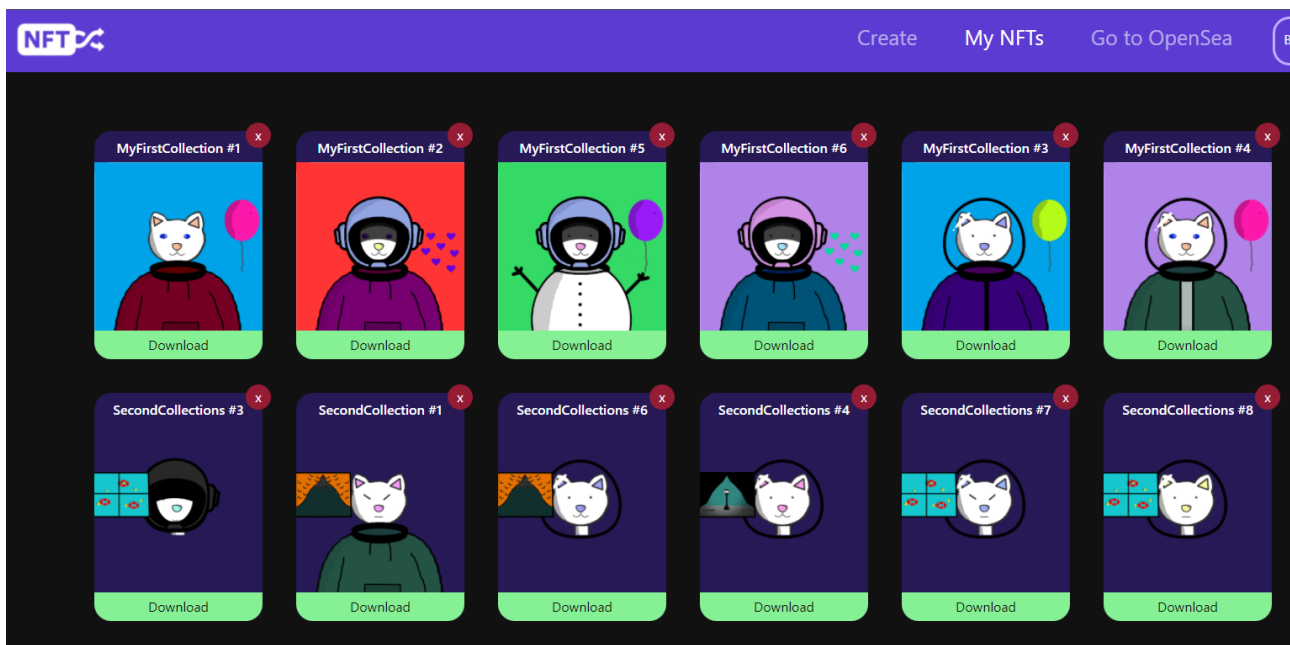 NFT
Create
My NFTs
Go to OpenSea
x
x
x
x
x
x
MyFirstCollection #1
MyFirstCollection #2
MyFirstCollection #5
MyFirstCollection #6
MyFirstCollection #3
MyFirstCollection #4
Download
Download
Download
Download
Download
Download
x
x
x
x
x
x
SecondCollections #3
SecondCollection #1
SecondCollections #6
SecondCollections #4
SecondCollections #7
SecondCollections #8
Download
Download
Download
Download
Download
Download